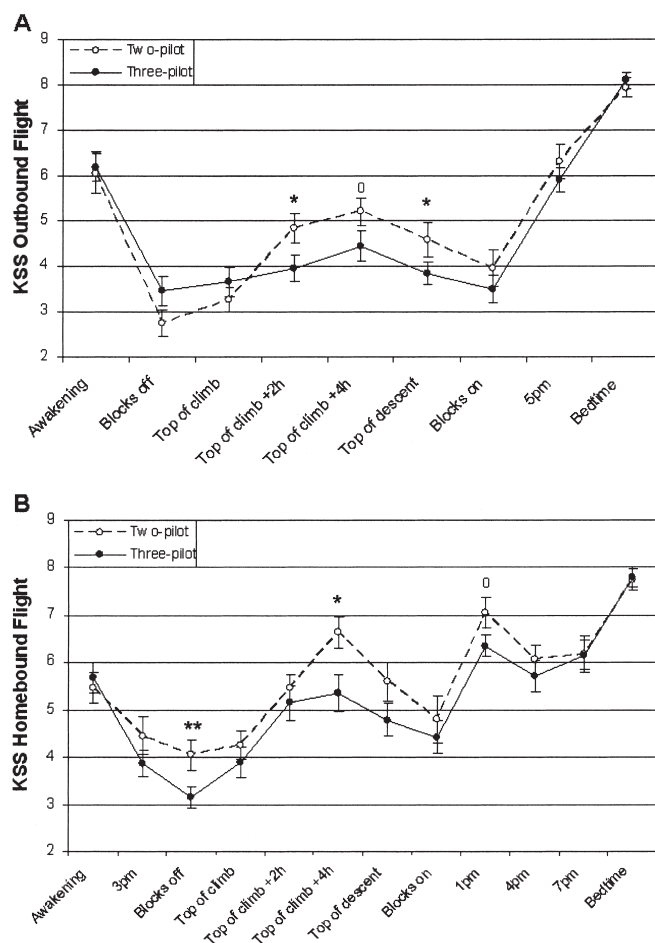 A
9
8
7
6
5
4
3
2
KSS Outbound Flight
Tw o-pilot
Three-pilot
*
0
*
Awakening
Blocks off
Top of climb
Top of climb +2h
Top of climb +4h
Top of descent
Blocks on
5pm
Bedtime
B
9
8
7
6
5
4
3
2
KSS Homebound Flight
Tw o-pilot
Three-pilot
**
*
0
Awakening
3pm
Blocks off
Top of climb
Top of climb +2h
Top of climb +4h
Top of descent
Blocks on
1pm
4pm
7pm
Bedtime